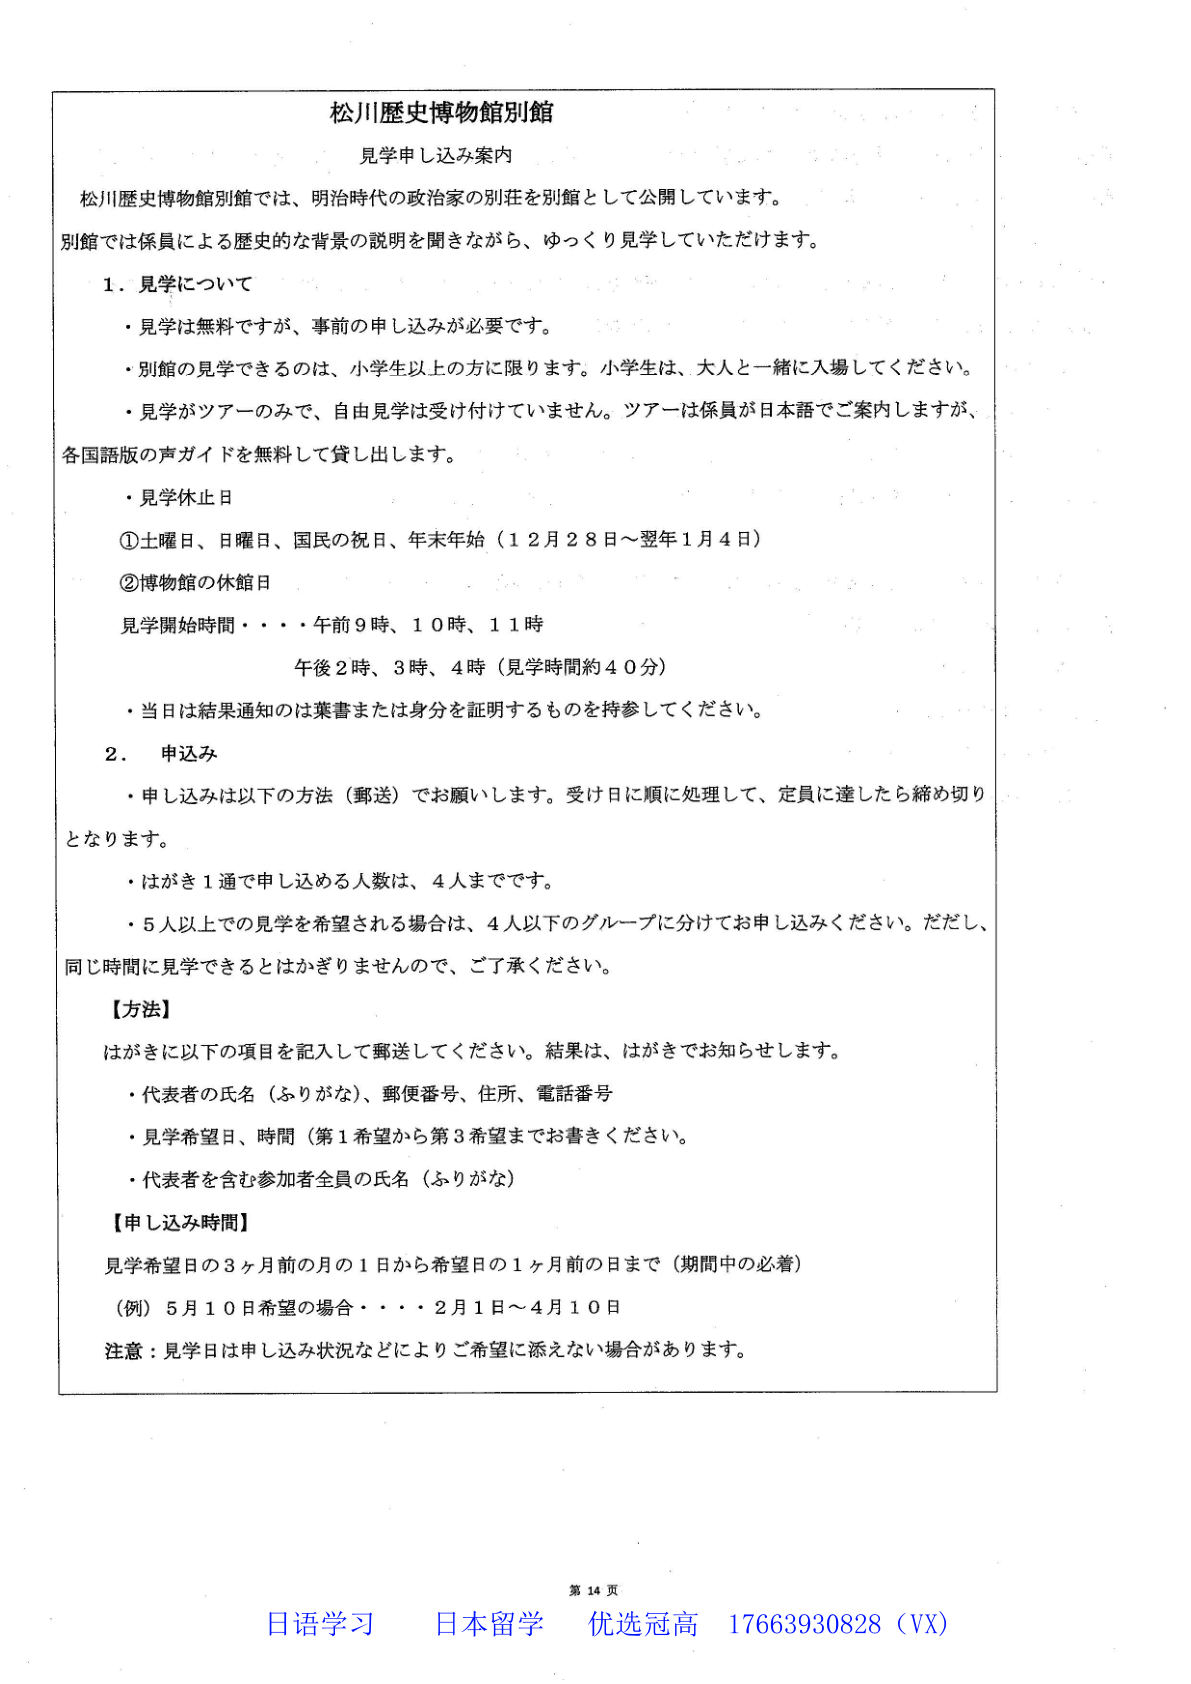 松川歴史博物館別館
見学申し込み案内
松川歴史博物館別館では、明治時代の政治家の別荘を別館として公開しています。
別館では係員による歴史的な背景の説明を聞きながら、ゆっくり見学していただけます。
１．見学について
・見学は無料ですが、事前の申し込みが必要です。
・別館の見学できるのは、小学生以上の方に限ります。小学生は、大人と一緒に入場してください。
・見学がツアーのみで、自由見学は受け付けていません。ツアーは係員が日本語でご案内しますが、
各国語版の声ガイドを無料して貸し出します。
・見学休止日
①土曜日、日曜日、国民の祝日、年末年始（１２月２８日～翌年１月４日）
②博物館の休館日
見学開始時間・・・・午前９時、１０時、１１時
午後２時、３時、４時（見学時間約４０分）
・当日は結果通知のは葉書または身分を証明するものを持参してください。
２．　申込み
・申し込みは以下の方法（郵送）でお願いします。受け日に順に処理して、定員に達したら締め切り
となります。
・はがき１通で申し込める人数は、４人までです。
・５人以上での見学を希望される場合は、４人以下のグループに分けてお申し込みください。だだし、
同じ時間に見学できるとはかぎりませんので、ご了承ください。
【方法】
はがきに以下の項目を記入して郵送してください。結果は、はがきでお知らせします。
・代表者の氏名（ふりがな）、郵便番号、住所、電話番号
・見学希望日、時間（第１希望から第３希望までお書きください。
・代表者を含む参加者全員の氏名（ふりがな）
【申し込み時間】
見学希望日の３ヶ月前の月の１日から希望日の１ヶ月前の日まで（期間中の必着）
（例）５月１０日希望の場合・・・・２月１日～４月１０日
注意：見学日は申し込み状況などによりご希望に添えない場合があります。
第 14 页
日语学习　日本留学　优选冠高　17663930828（VX）